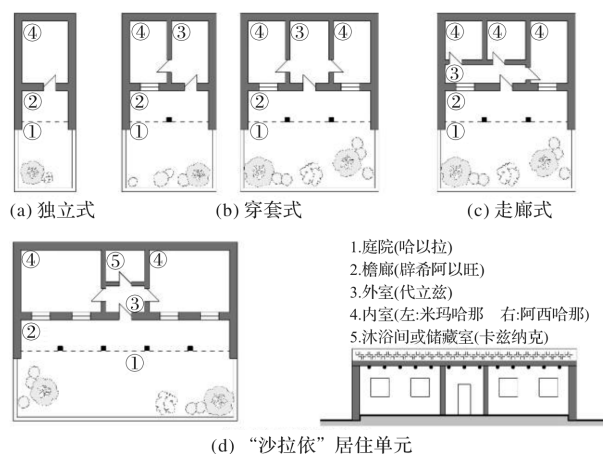 ④ ④ ③ ④ ③ ④ ④ ④ ④
③
② ② ② ②
① ① ① ①
(a) 独立式 (b) 穿套式 (c) 走廊式
④ ⑤ ④
③
②
①
1.庭院(哈以拉)
2.檐廊(辟希阿以旺)
3.外室(代立兹)
4.内室(左:米玛哈那 右:阿西哈那)
5.沐浴间或储藏室(卡兹纳克)
(d) “沙拉依”居住单元